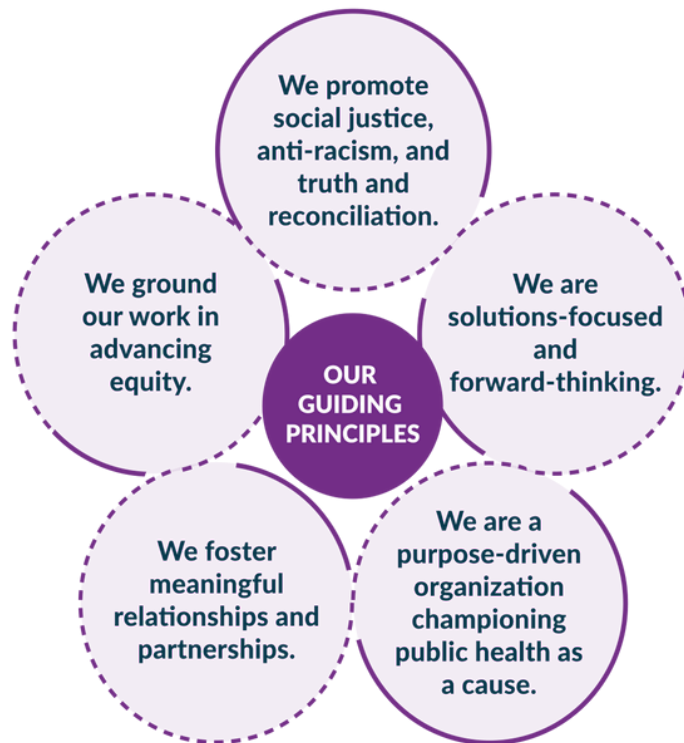 We promote
social justice,
anti-racism, and
truth and
reconciliation.
We ground
our work in
advancing
equity.
We are
solutions-focused
and
forward-thinking.
OUR
GUIDING
PRINCIPLES
We foster
meaningful
relationships and
partnerships.
We are a
purpose-driven
organization
championing
public health as
a cause.